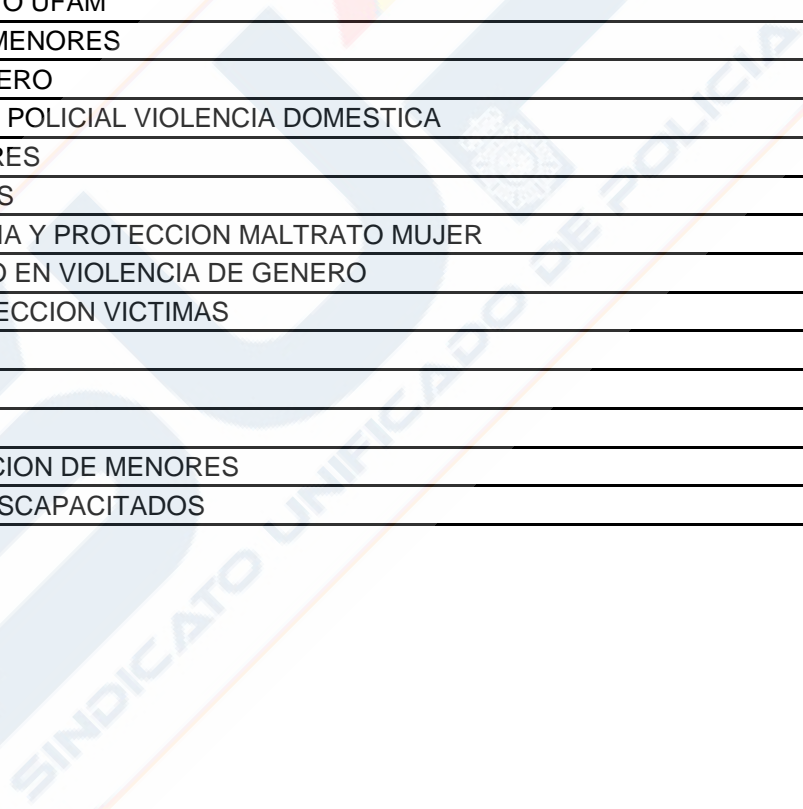 O UFAM
MENORES
ERO
POLICIAL VIOLENCIA DOMESTICA
RES
S
IA Y PROTECCION MALTRATO MUJER
O EN VIOLENCIA DE GENERO
ECCION VICTIMAS
CION DE MENORES
SCAPACITADOS
SINDICATO UNIFICADO DE POLICIA